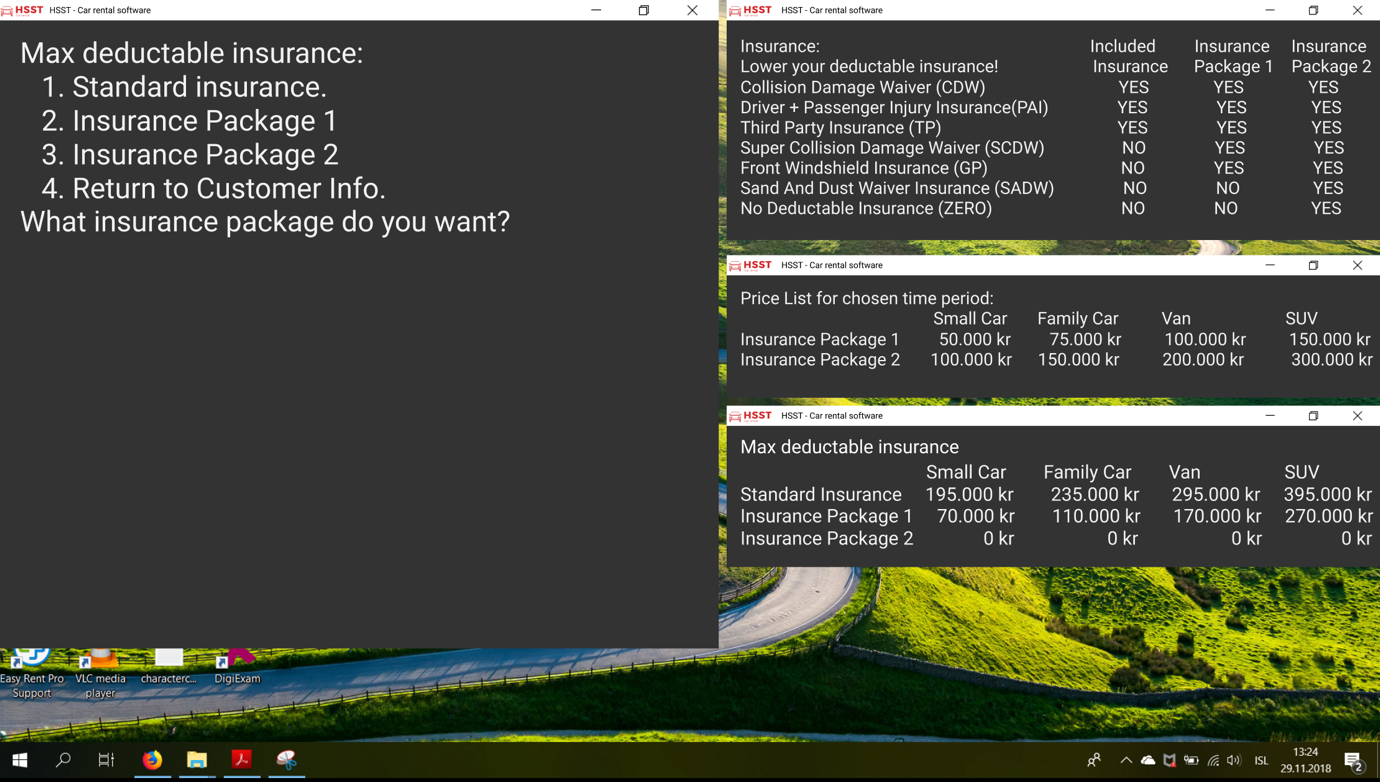 HSST HSST - Car rental software
Max deductable insurance:
1. Standard insurance.
2. Insurance Package 1
3. Insurance Package 2
4. Return to Customer Info.
What insurance package do you want?
HSST HSST - Car rental software
Insurance: Included Insurance Insurance
Lower your deductable insurance! Insurance Package 1 Package 2
Collision Damage Waiver (CDW) YES YES YES
Driver + Passenger Injury Insurance(PAI) YES YES YES
Third Party Insurance (TP) YES YES YES
Super Collision Damage Waiver (SCDW) NO YES YES
Front Windshield Insurance (GP) NO YES YES
Sand And Dust Waiver Insurance (SADW) NO NO YES
No Deductable Insurance (ZERO) NO NO YES
HSST HSST - Car rental software
Price List for chosen time period:
Small Car Family Car Van SUV
Insurance Package 1 50.000 kr 75.000 kr 100.000 kr 150.000 kr
Insurance Package 2 100.000 kr 150.000 kr 200.000 kr 300.000 kr
HSST HSST - Car rental software
Max deductable insurance
Small Car Family Car Van SUV
Standard Insurance 195.000 kr 235.000 kr 295.000 kr 395.000 kr
Insurance Package 1 70.000 kr 110.000 kr 170.000 kr 270.000 kr
Insurance Package 2 0 kr 0 kr 0 kr 0 kr
Easy Rent Pro VLC media characterc... DigiExam
Support player
ISL 13:24
29.11.2018 2